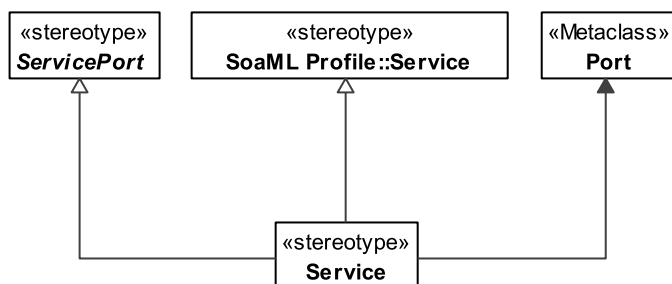 «stereotype»
ServicePort
«stereotype»
SoaML Profile::Service
«Metaclass»
Port
«stereotype»
Service